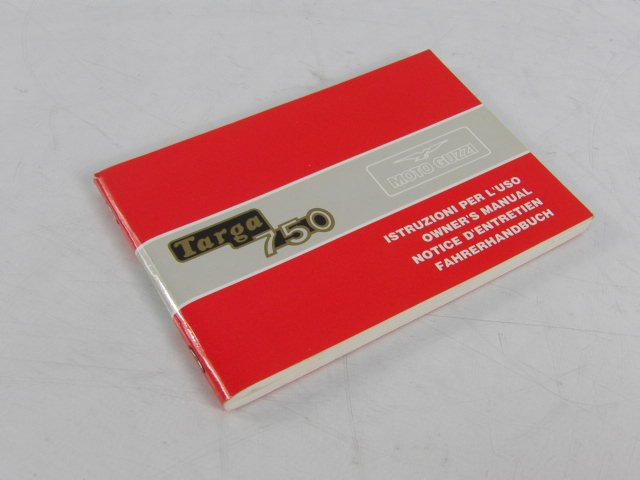 Targa
750
MOTO GUZZI
ISTRUZIONI PER L'USO
OWNER'S MANUAL
NOTICE D'ENTRETIEN
FAHRERHANDBUCH